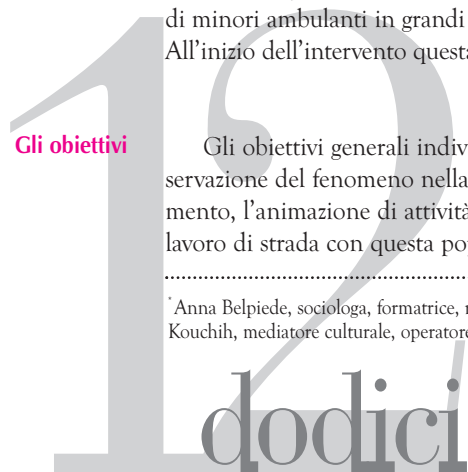 di minori ambulanti in grandi
All'inizio dell'intervento questa
Gli obiettivi
Gli obiettivi generali indiv
servazione del fenomeno nella
mento, l'animazione di attività
lavoro di strada con questa po
*Anna Belpiede, sociologa, formatrice, r
Kouchih, mediatore culturale, operatore
12
dodici